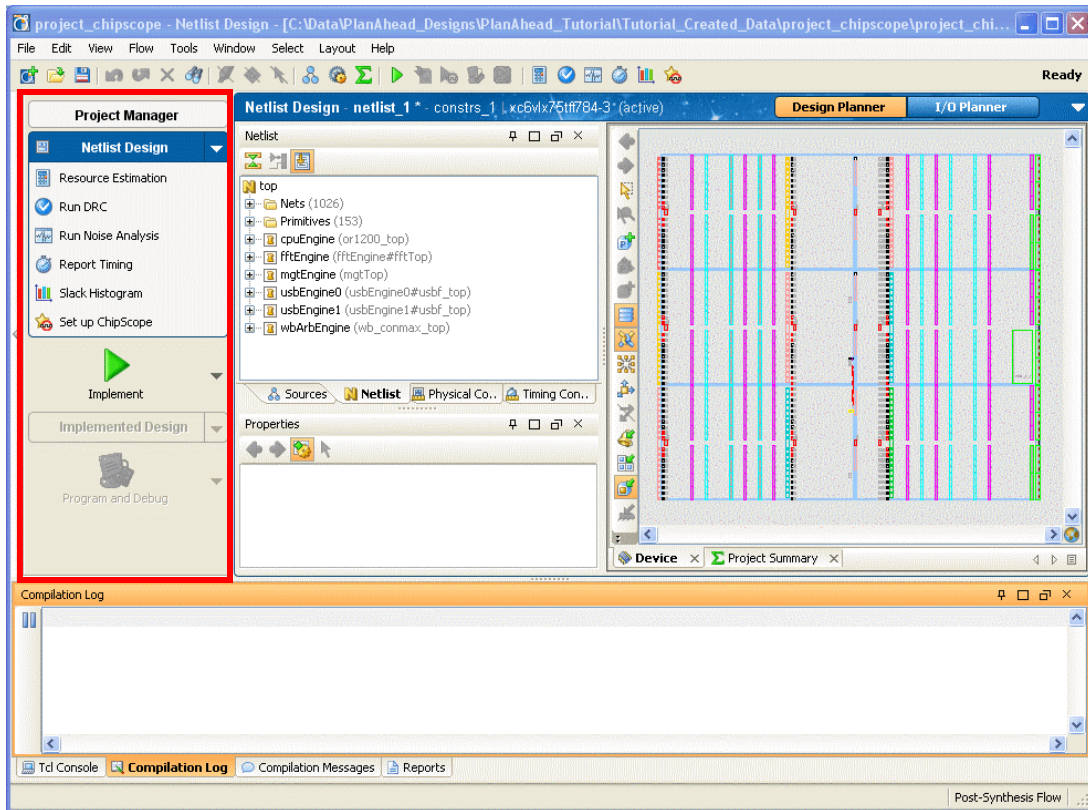 project_chipscope - Netlist Design - [C:\Data\PlanAhead_Designs\PlanAhead_Tutorial\Tutorial_Created_Data\project_chipscope\project_chi...
File Edit View Flow Tools Window Select Layout Help
Ready
Project Manager
Netlist Design
Resource Estimation
Run DRC
Run Noise Analysis
Report Timing
Slack Histogram
Set up ChipScope
Implement
Implemented Design
Program and Debug
Netlist Design - netlist_1 * - constrs_1 | xc6vlx75tff784-3 (active)
Design Planner
I/O Planner
Netlist
top
Nets (1026)
Primitives (153)
cpuEngine (or1200_top)
fftEngine (fftEngine#fftTop)
mgtEngine (mgtTop)
usbEngine0 (usbEngine0#usbf_top)
usbEngine1 (usbEngine1#usbf_top)
wbArbEngine (wb_conmax_top)
Sources Netlist Physical Co.. Timing Con..
Properties
Device Project Summary
Compilation Log
Tcl Console Compilation Log Compilation Messages Reports
Post-Synthesis Flow